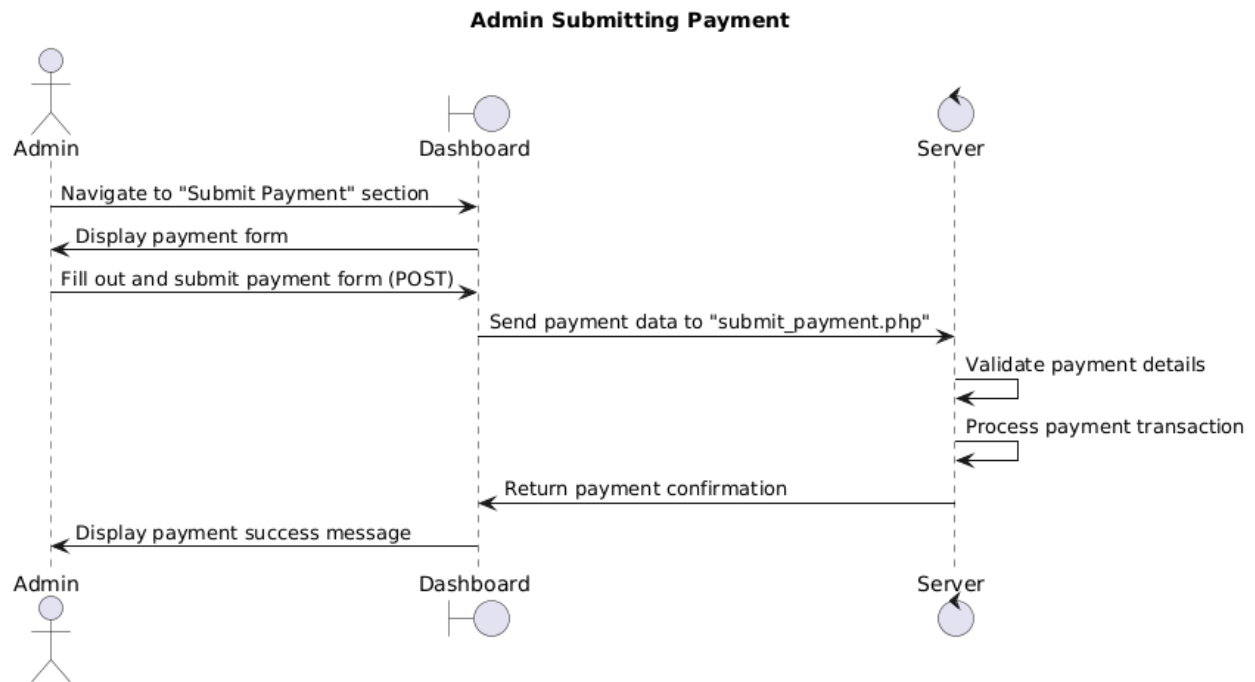 Admin Submitting Payment
Admin
Dashboard
Server
Navigate to "Submit Payment" section
Display payment form
Fill out and submit payment form (POST)
Send payment data to "submit_payment.php"
Validate payment details
Process payment transaction
Return payment confirmation
Display payment success message
Admin
Dashboard
Server